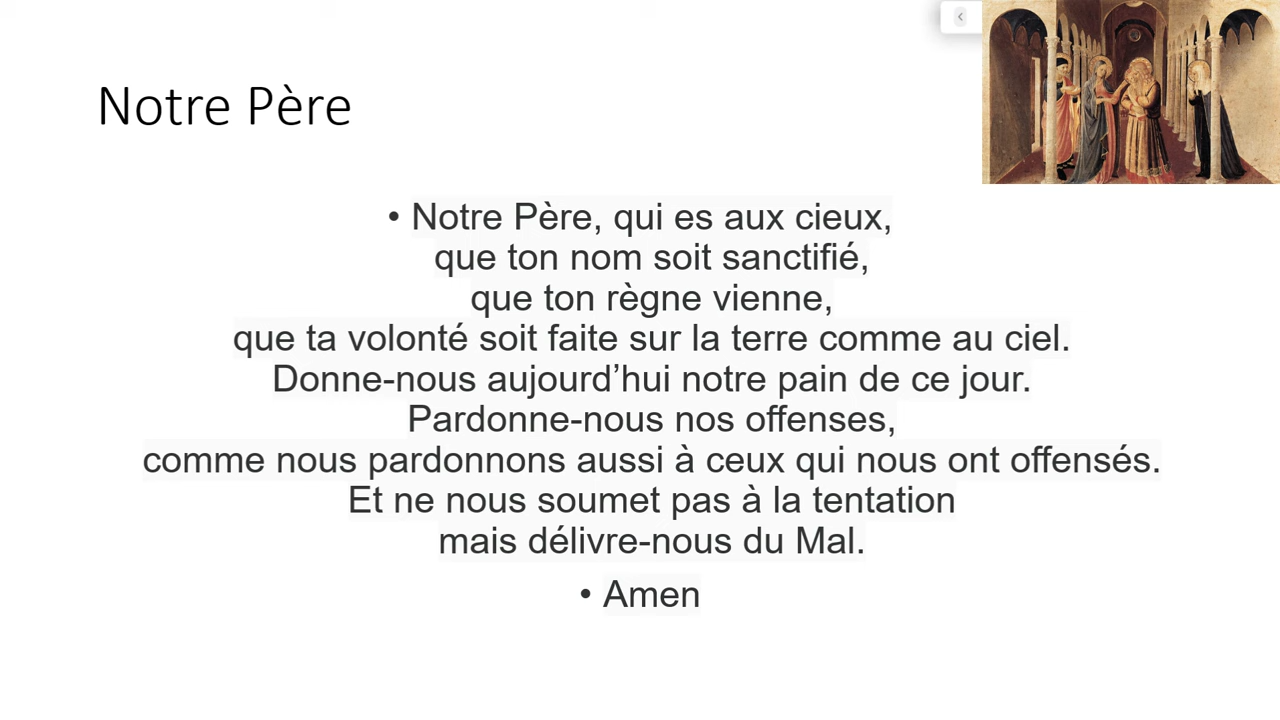 Notre Père
• Notre Père, qui es aux cieux,
que ton nom soit sanctifié,
que ton règne vienne,
que ta volonté soit faite sur la terre comme au ciel.
Donne-nous aujourd’hui notre pain de ce jour.
Pardonne-nous nos offenses,
comme nous pardonnons aussi à ceux qui nous ont offensés.
Et ne nous soumet pas à la tentation
mais délivre-nous du Mal.
• Amen